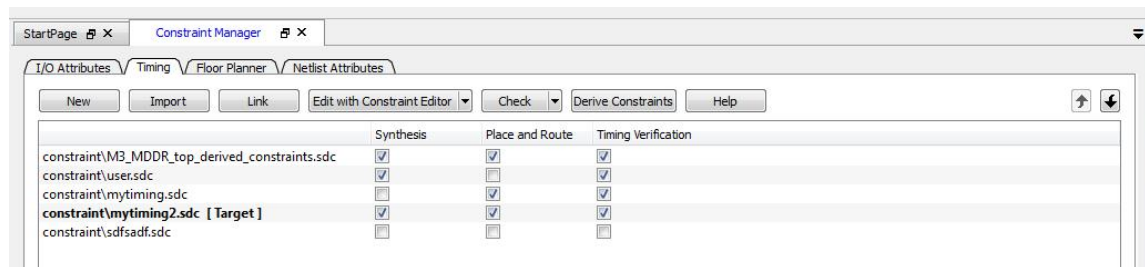 StartPage Constraint Manager
I/O Attributes Timing Floor Planner Netlist Attributes
New Import Link Edit with Constraint Editor Check Derive Constraints Help
Synthesis Place and Route Timing Verification
constraint\M3_MDDR_top_derived_constraints.sdc
constraint\user.sdc
constraint\mytiming.sdc
constraint\mytiming2.sdc [ Target ]
constraint\sdfsadf.sdc